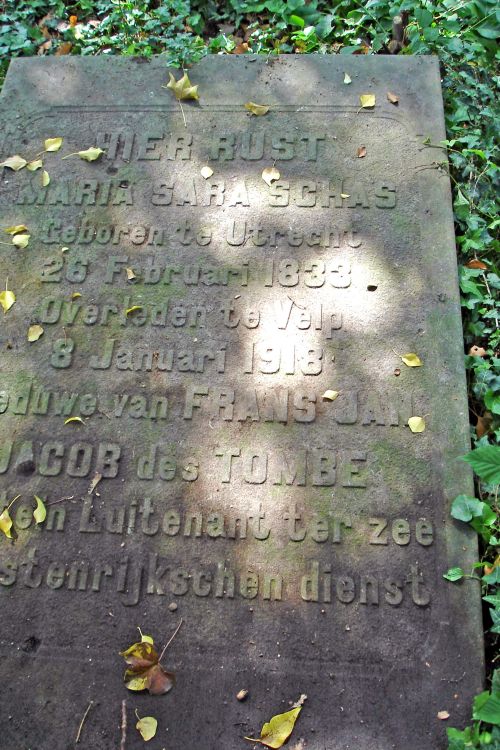 HIER RUST
MARIA SARA SCHAS
Geboren te Utrecht
26 Februari 1833
Overleden te Velp
8 Januari 1918
eduwe van FRANS JAN
JACOB des TOMBE
tein Luitenant ter zee
stenrijkschen dienst